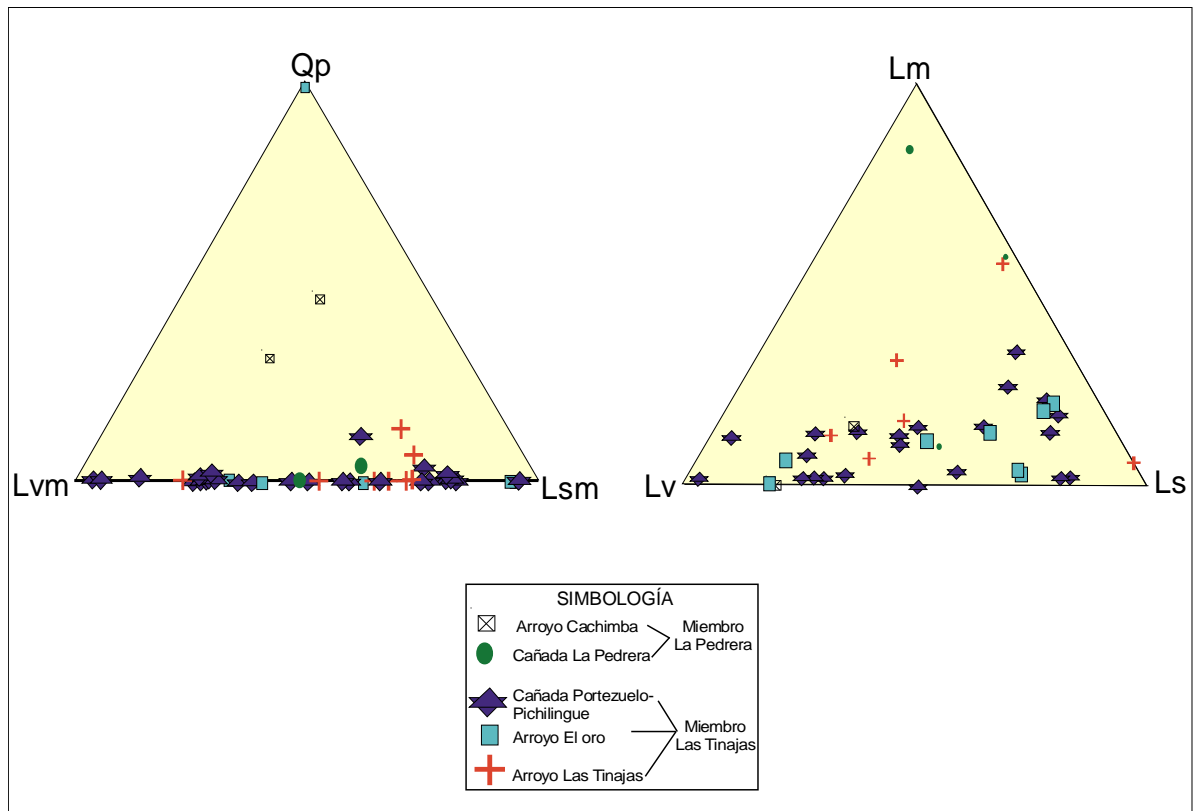 Qp
Lvm
Lsm
Lm
Lv
Ls
SIMBOLOGÍA
Arroyo Cachimba
Cañada La Pedrera
Miembro
La Pedrera
Cañada Portezuelo-
Pichilingue
Arroyo El oro
Arroyo Las Tinajas
Miembro
Las Tinajas